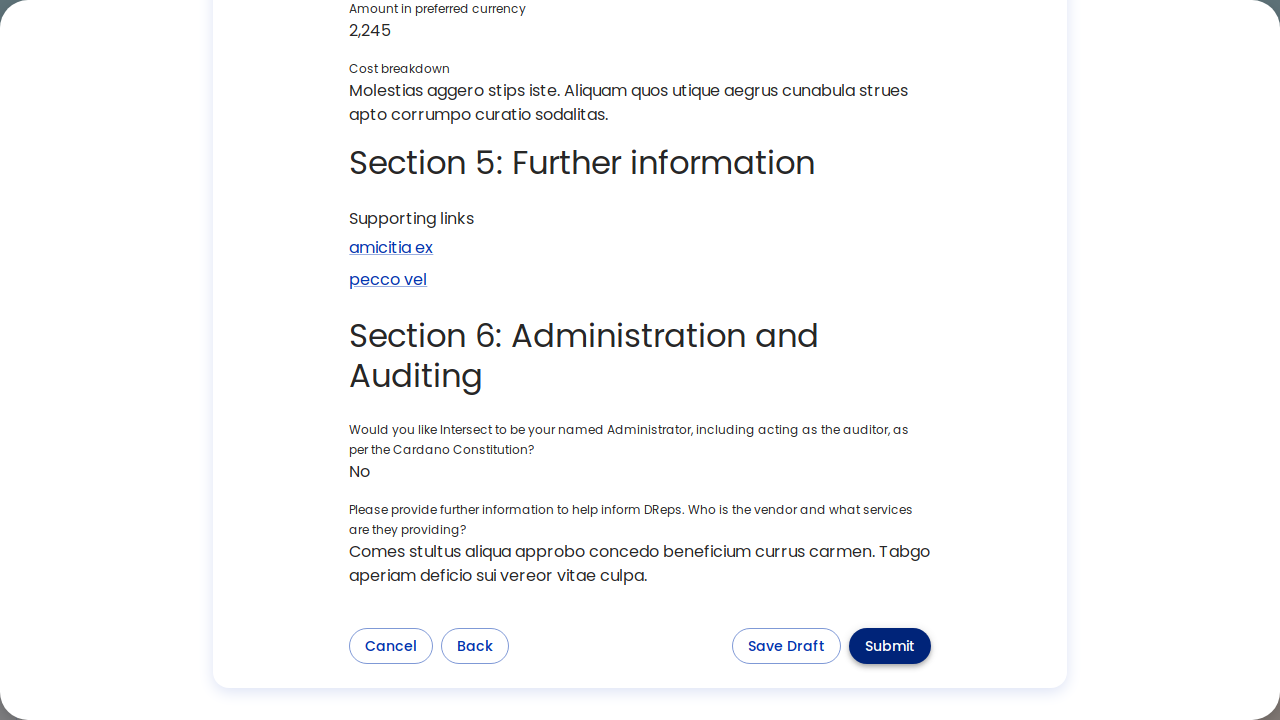 Amount in preferred currency
2,245
Cost breakdown
Molestias aggero stips iste. Aliquam quos utique aegrus cunabula strues
apto corrumpo curatio sodalitas.
Section 5: Further information
Supporting links
amicitia ex
pecco vel
Section 6: Administration and
Auditing
Would you like Intersect to be your named Administrator, including acting as the auditor, as
per the Cardano Constitution?
No
Please provide further information to help inform DReps. Who is the vendor and what services
are they providing?
Comes stultus aliqua approbo concedo beneficium currus carmen. Tabgo
aperiam deficio sui vereor vitae culpa.
Cancel Back Save Draft Submit